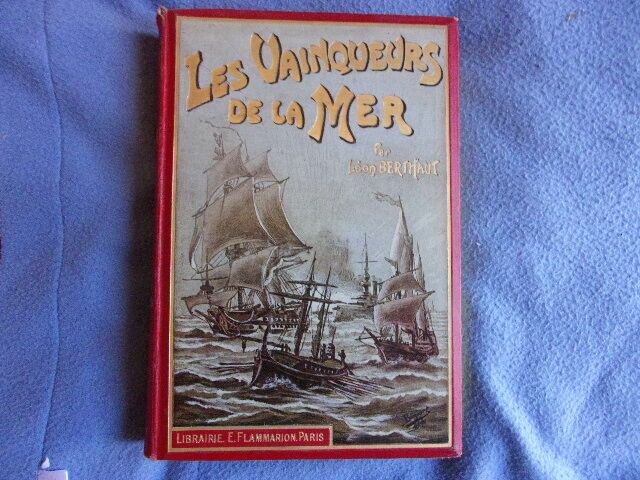 LES VAINQUEURS
DE LA MER
Par
Léon BERTHAUT
LIBRAIRIE. E. FLAMMARION. PARIS